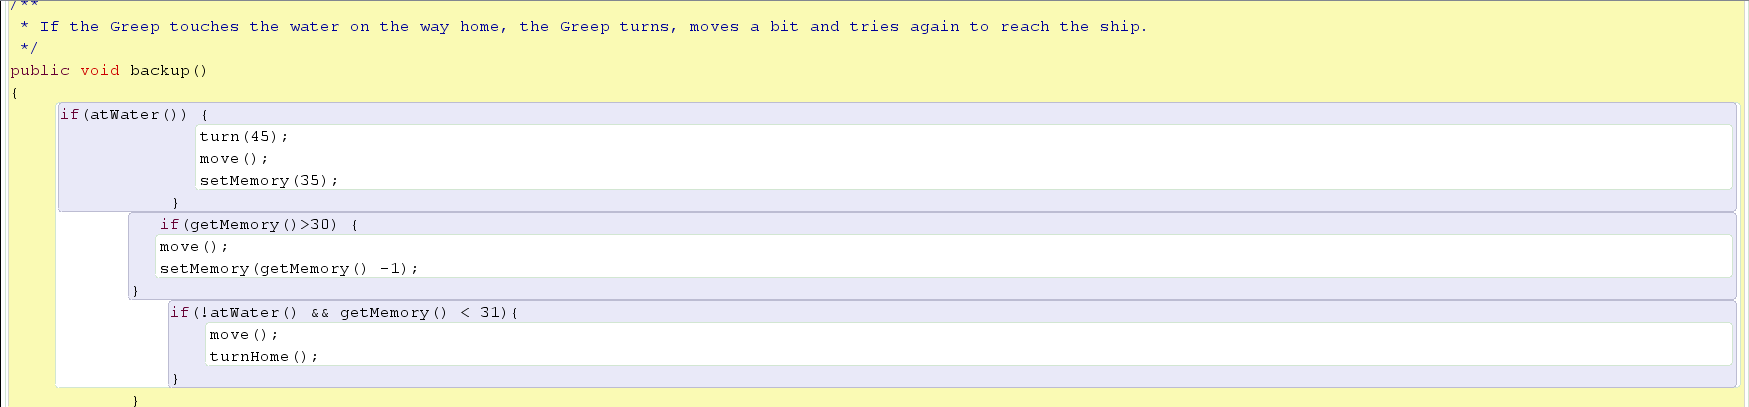 /**
 * If the Greep touches the water on the way home, the Greep turns, moves a bit and tries again to reach the ship.
 */
public void backup()
{
if(atWater()) {
turn(45);
move();
setMemory(35);
}
if(getMemory()>30) {
move();
setMemory(getMemory() -1);
}
if(!atWater() && getMemory() < 31){
move();
turnHome();
}
}